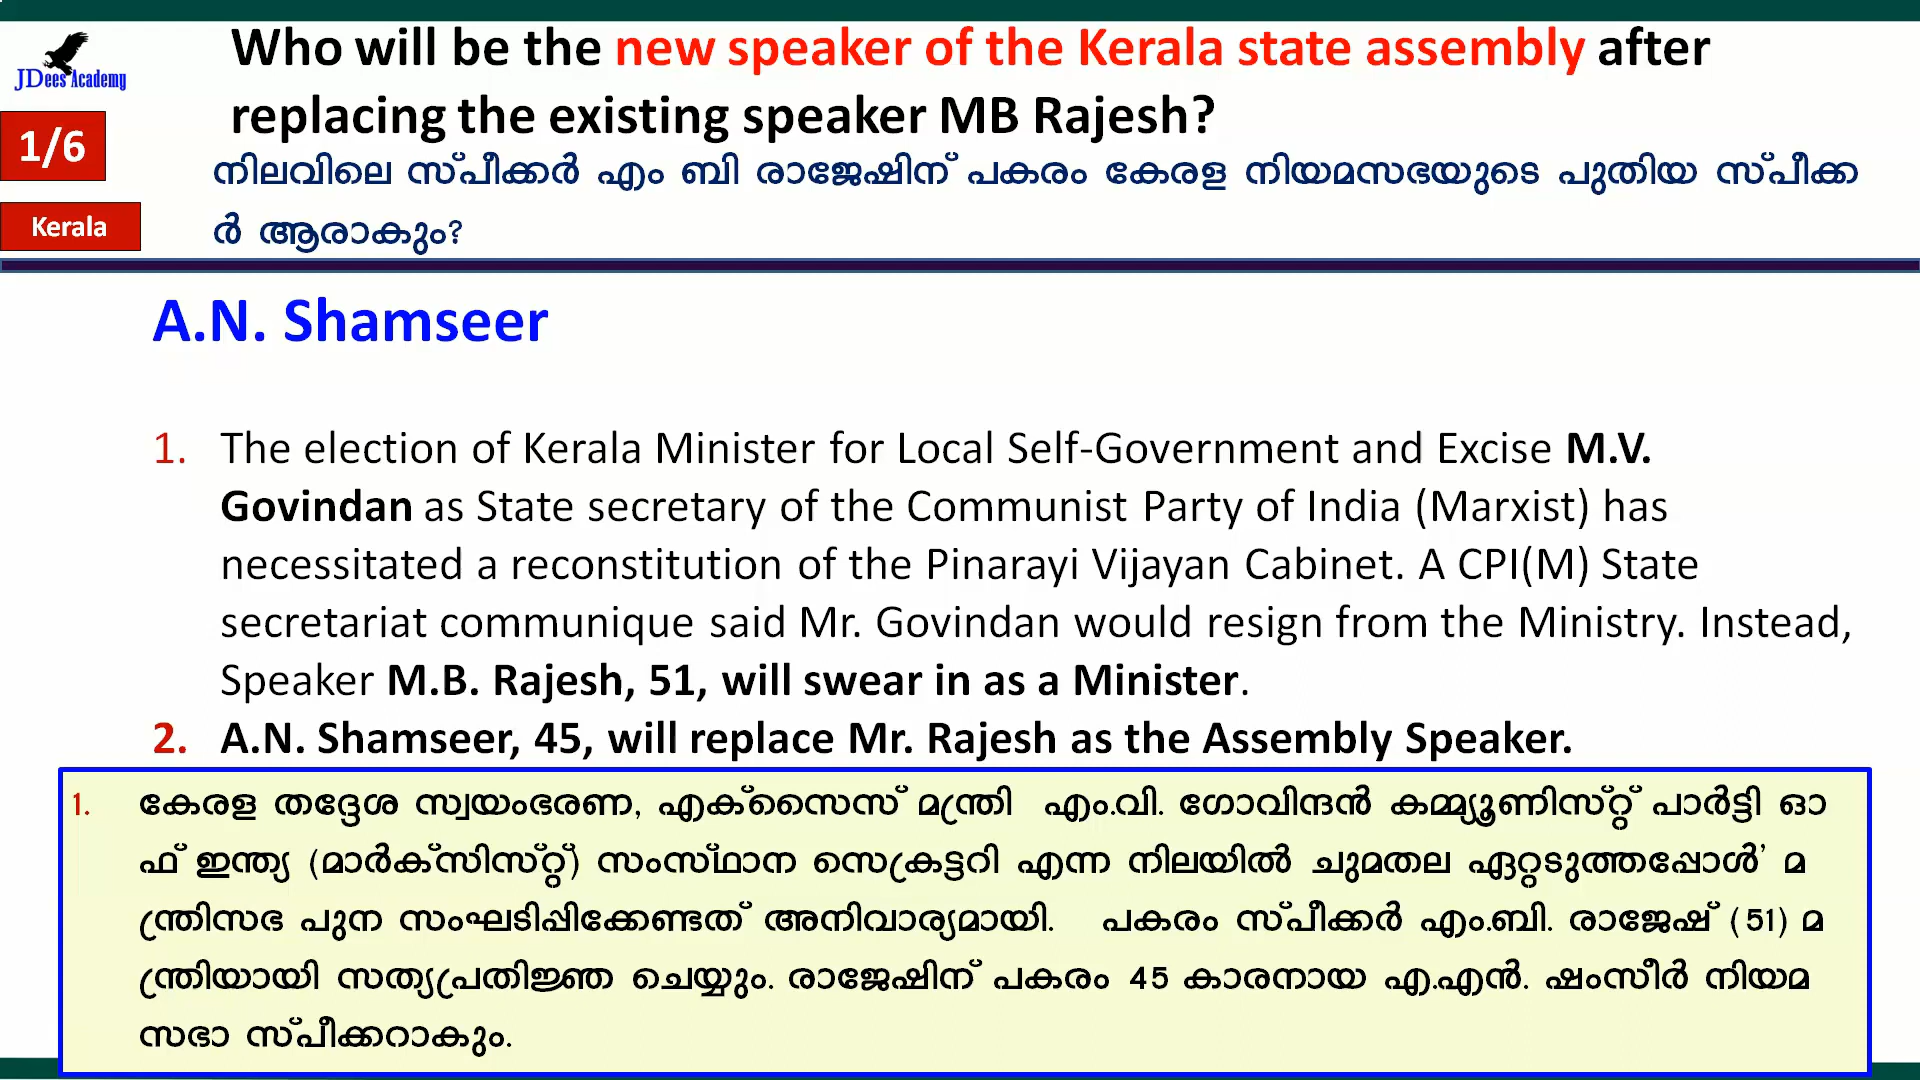 Who will be the new speaker of the Kerala state assembly after
replacing the existing speaker MB Rajesh?
JDees Academy
1/6
നിലവിലെ സ്പീക്കർ എം ബി രാജേഷിന് പകരം കേരള നിയമസഭയുടെ പുതിയ സ്പീക്ക
ർ ആരാകും?
Kerala
A.N. Shamseer
1. The election of Kerala Minister for Local Self-Government and Excise M.V.
Govindan as State secretary of the Communist Party of India (Marxist) has
necessitated a reconstitution of the Pinarayi Vijayan Cabinet. A CPI(M) State
secretariat communique said Mr. Govindan would resign from the Ministry. Instead,
Speaker M.B. Rajesh, 51, will swear in as a Minister.
2. A.N. Shamseer, 45, will replace Mr. Rajesh as the Assembly Speaker.
1. കേരള തദ്ദേശ സ്വയംഭരണ, എക്സൈസ് മന്ത്രി എം.വി. ഗോവിന്ദൻ കമ്മ്യൂണിസ്റ്റ് പാർട്ടി ഓ
ഫ് ഇന്ത്യ (മാർക്സിസ്റ്റ്) സംസ്ഥാന സെക്രട്ടറി എന്ന നിലയിൽ ചുമതല ഏറ്റടുത്തപ്പോൾ' മ
ന്ത്രിസഭ പുന സംഘടിപ്പിക്കേണ്ടത് അനിവാര്യമായി. പകരം സ്പീക്കർ എം.ബി. രാജേഷ് (51) മ
ന്ത്രിയായി സത്യപ്രതിജ്ഞ ചെയ്യും. രാജേഷിന് പകരം 45 കാരനായ എ.എൻ. ഷംസീർ നിയമ
സഭാ സ്പീക്കറാകും.